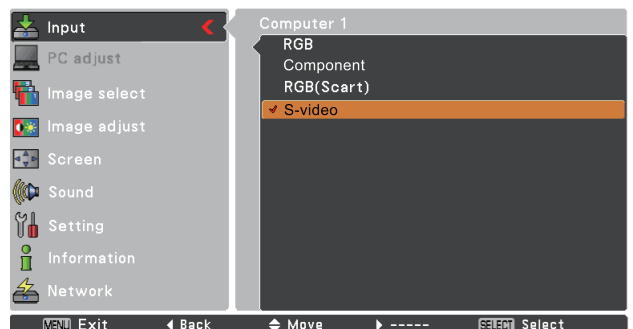 Input
PC adjust
Image select
Image adjust
Screen
Sound
Setting
Information
Network
Computer 1
RGB
Component
RGB(Scart)
S-video
MENU Exit Back Move ----- SELECT Select